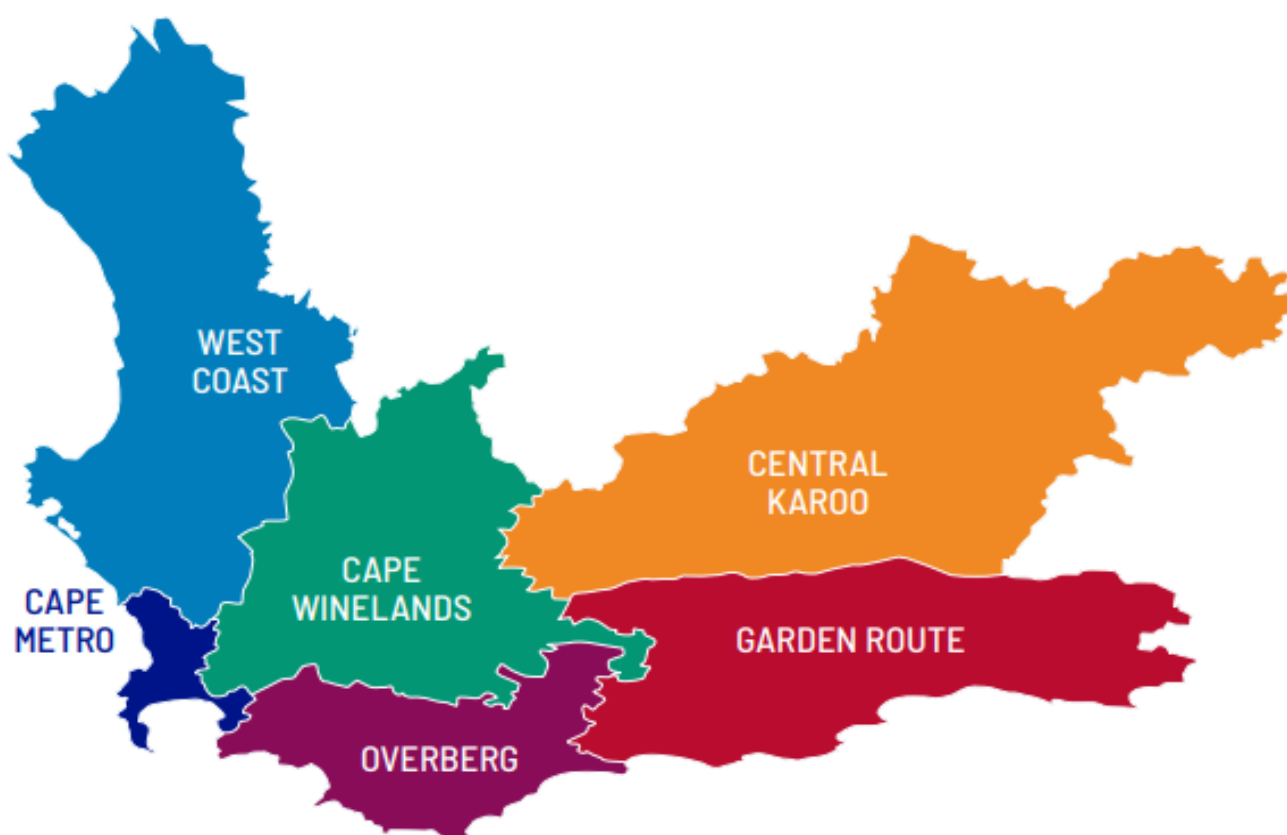 WEST
COAST
CENTRAL
KAROO
CAPE
WINELANDS
CAPE
METRO
GARDEN ROUTE
OVERBERG